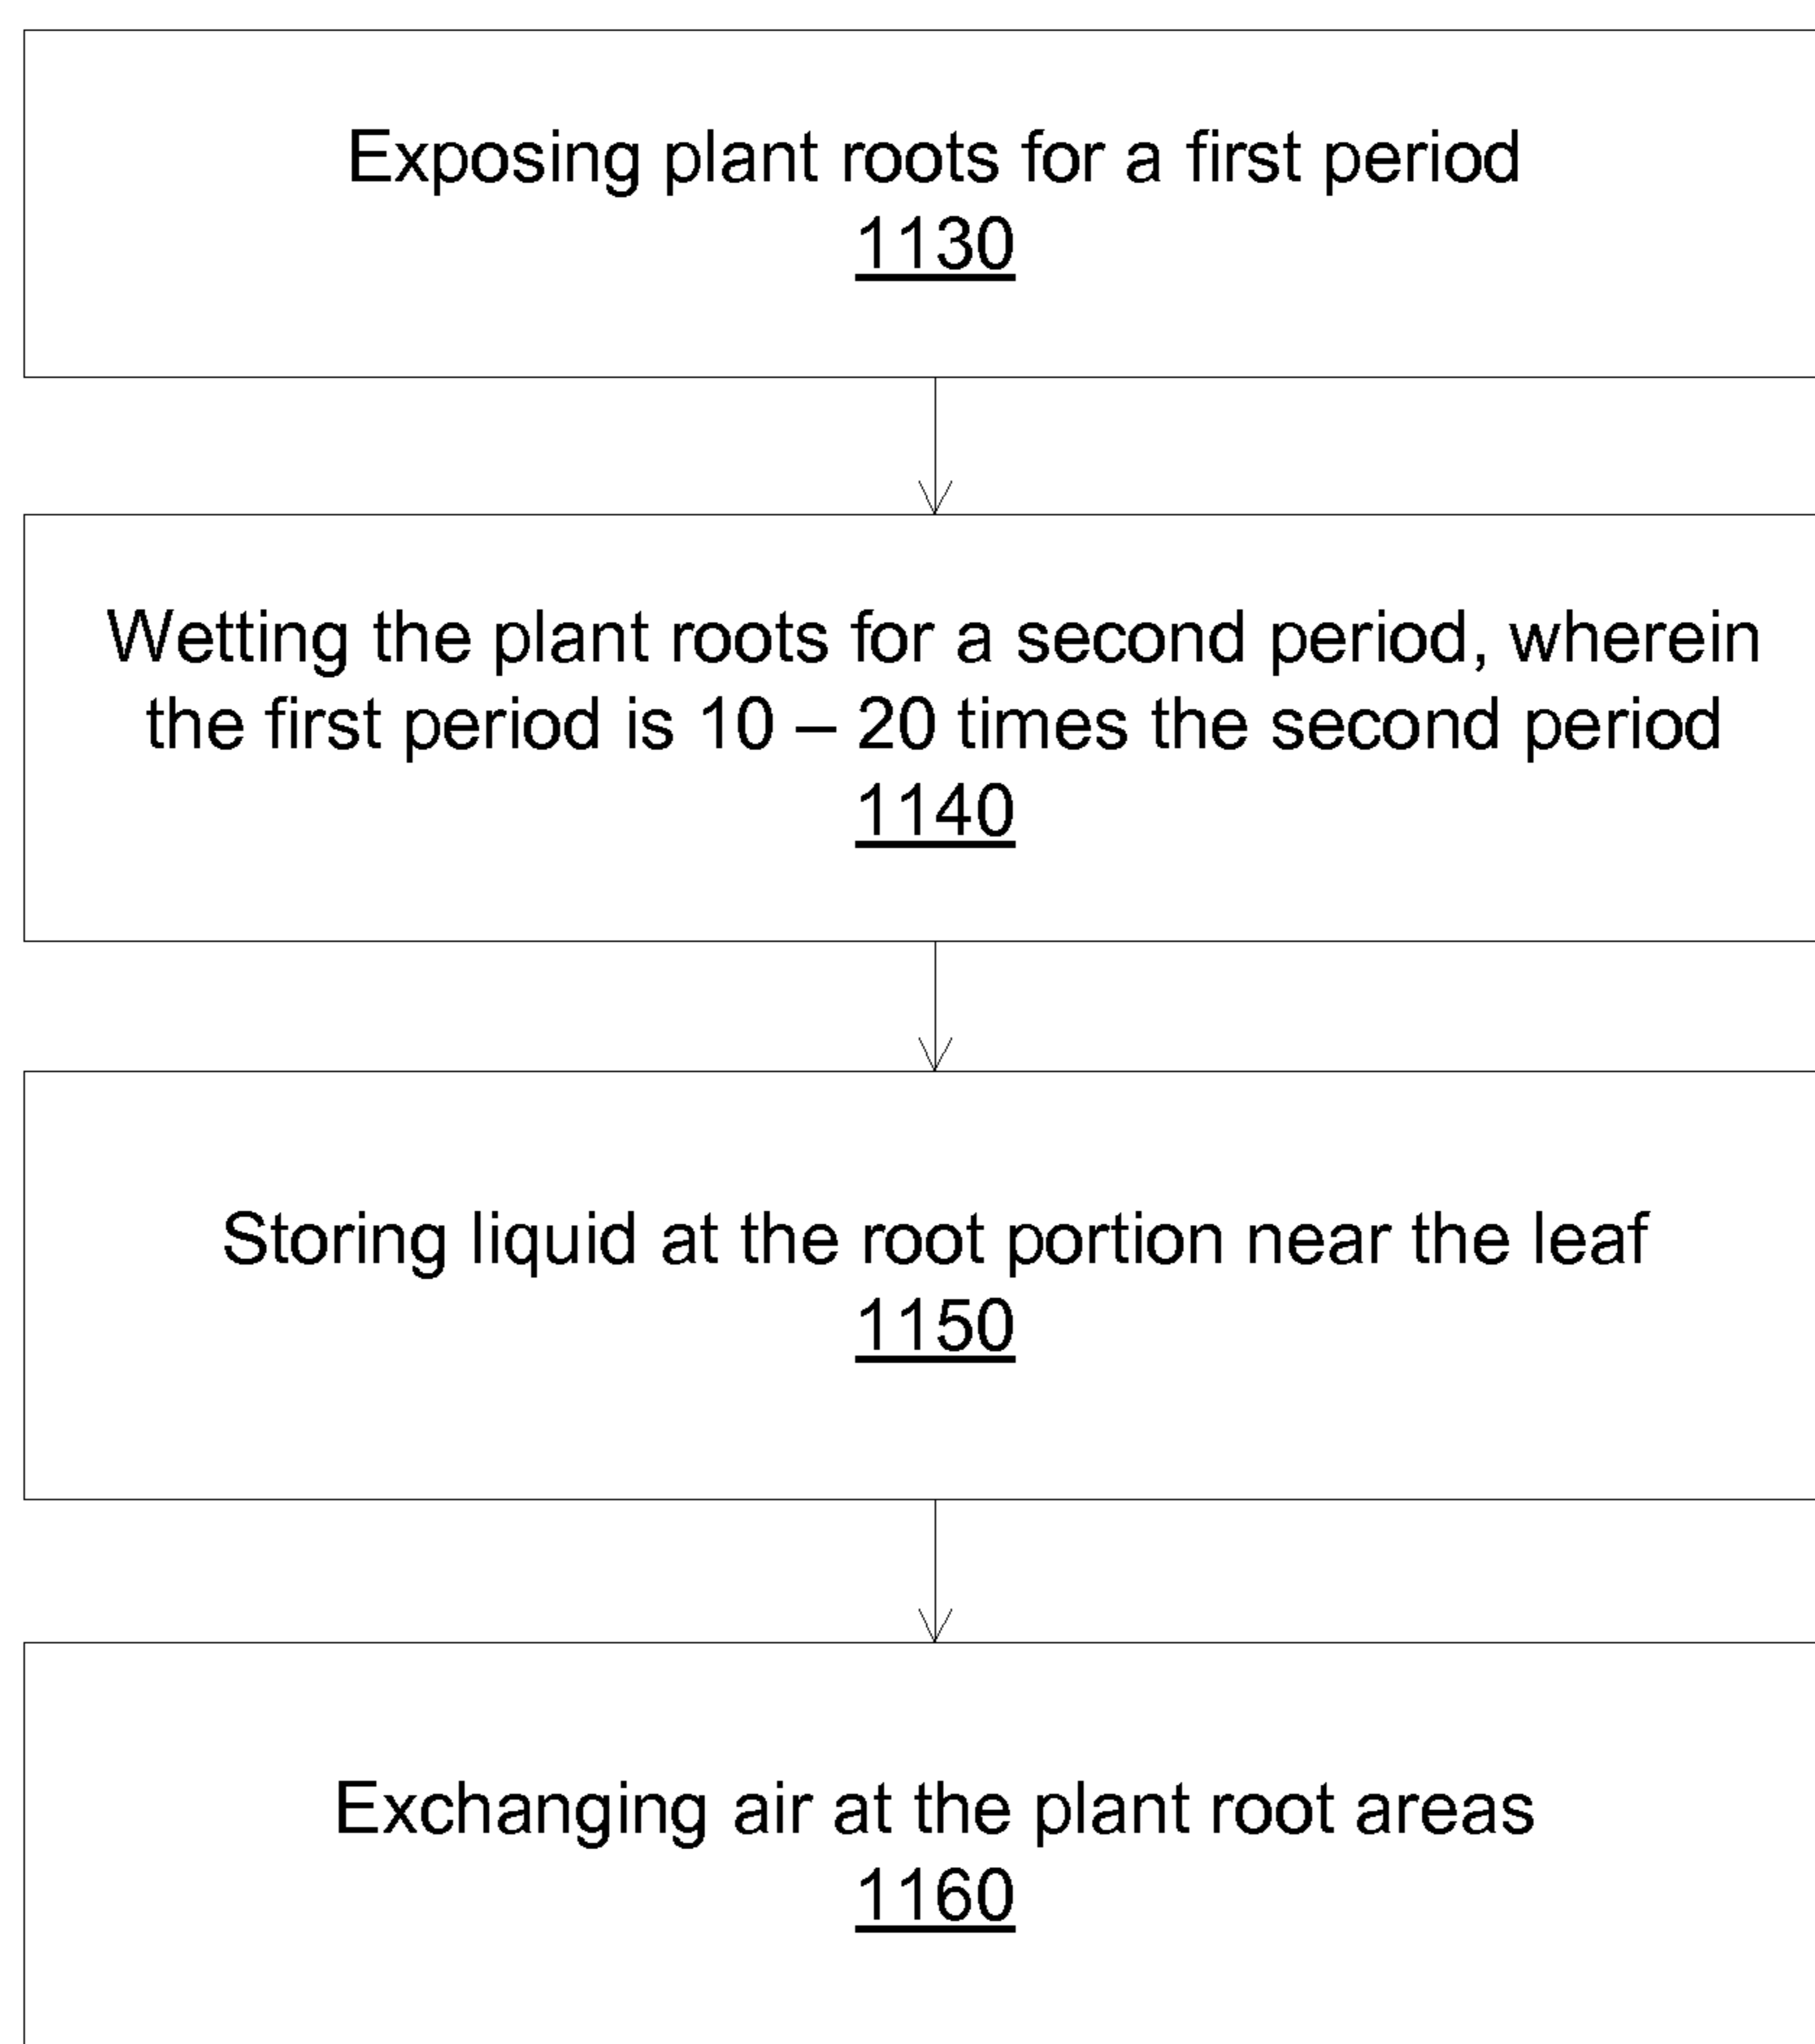 Exposing plant roots for a first period
1130
Wetting the plant roots for a second period, wherein
the first period is 10 – 20 times the second period
1140
Storing liquid at the root portion near the leaf
1150
Exchanging air at the plant root areas
1160